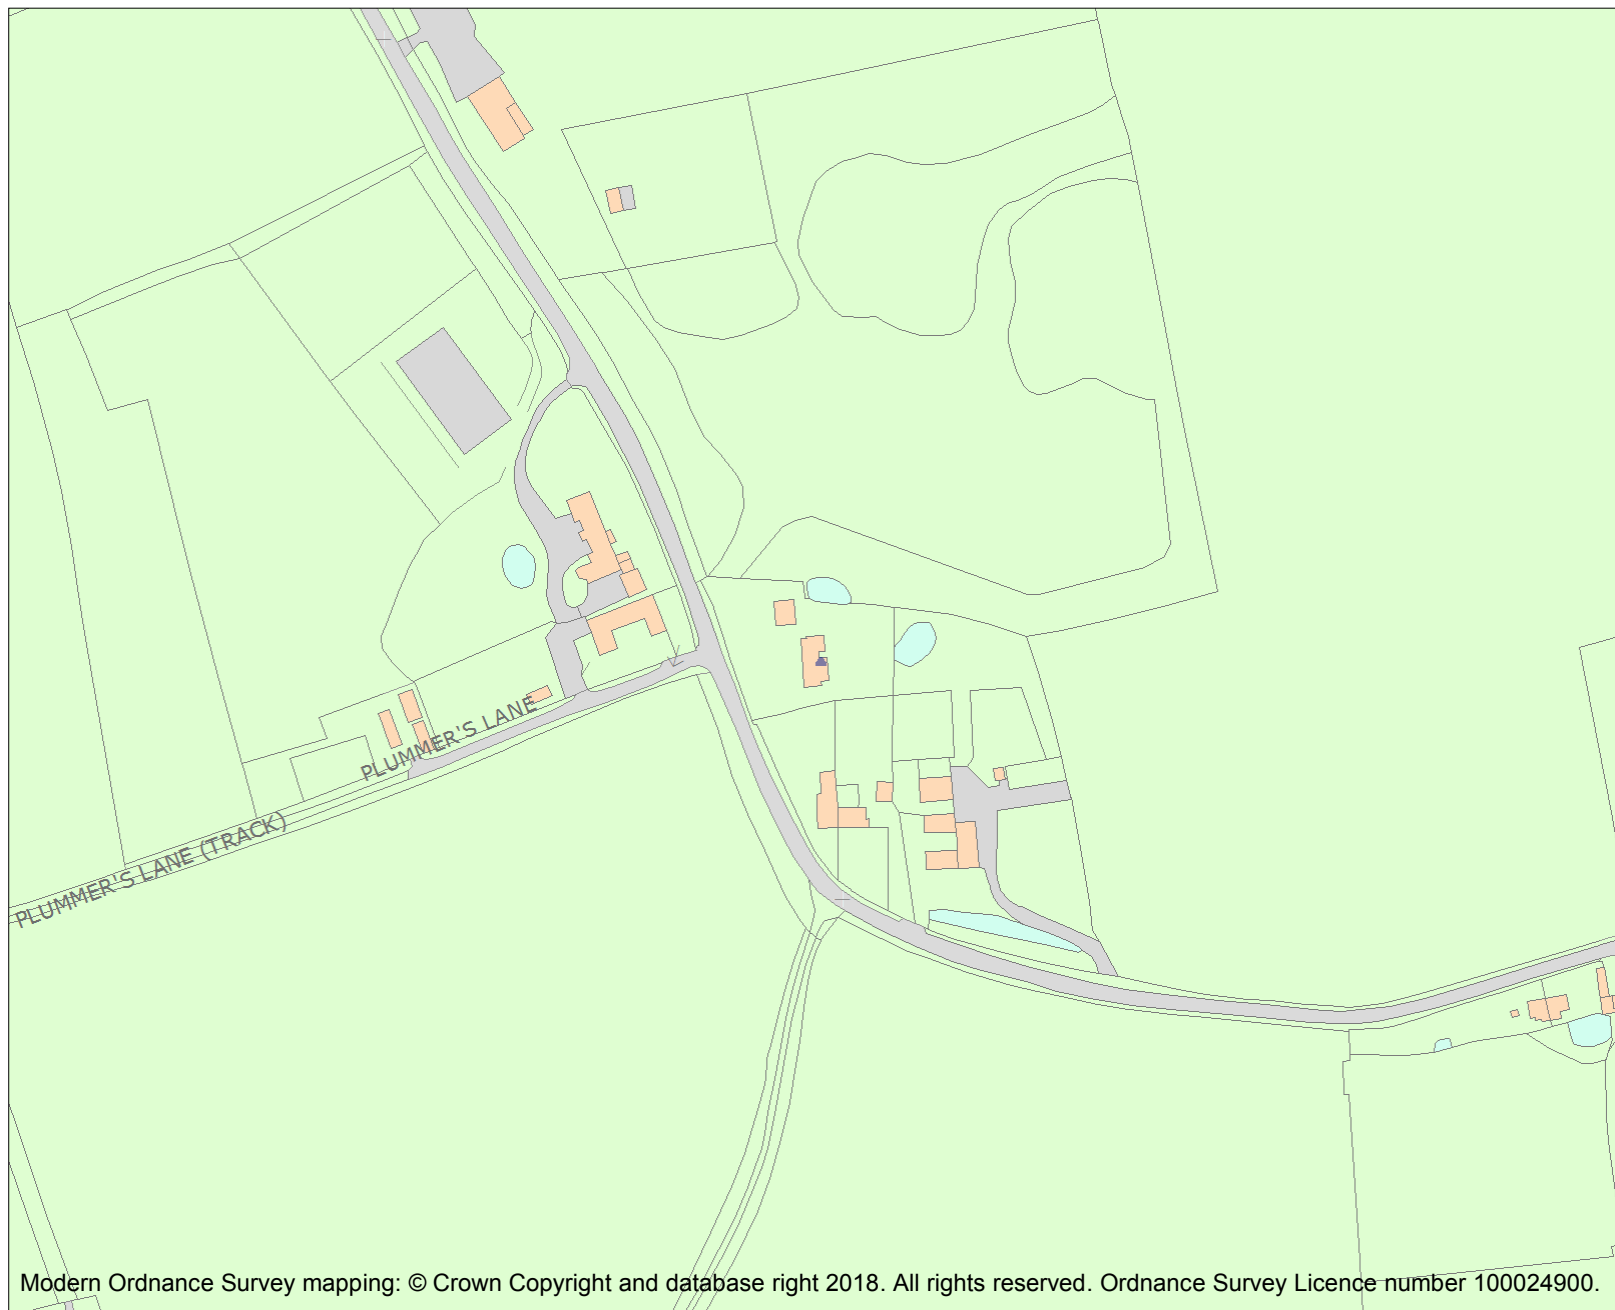 PLUMMER'S LANE
PLUMMER'S LANE (TRACK)
Modern Ordnance Survey mapping: © Crown Copyright and database right 2018. All rights reserved. Ordnance Survey Licence number 100024900.